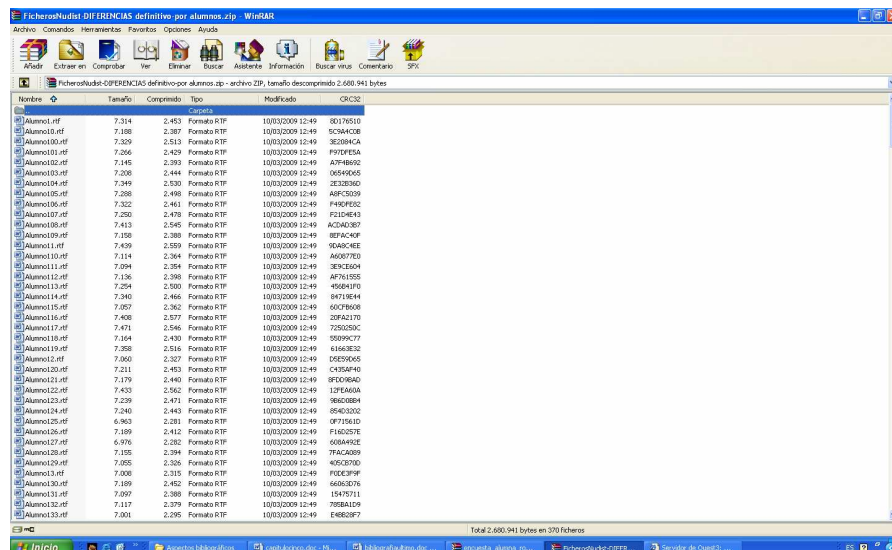 FicherosNudist-DIFERENCIAS definitivo-por alumnos.zip - WinRAR
Archivo Comandos Herramientas Favoritos Opciones Ayuda
Añadir Extraer en Comprobar Ver Eliminar Buscar Asistente Información Buscar virus Comentario SFX
FicherosNudist-DIFERENCIAS definitivo-por alumnos.zip - archivo ZIP, tamaño descomprimido 2.680.941 bytes
Nombre Tamaño Comprimido Tipo Modificado CRC32
.. Carpeta
Alumno1.rtf 7.314 2.453 Formato RTF 10/03/2009 12:49 8D176510
Alumno10.rtf 7.188 2.387 Formato RTF 10/03/2009 12:49 5C9A4C0B
Alumno100.rtf 7.329 2.513 Formato RTF 10/03/2009 12:49 3E2084CA
Alumno101.rtf 7.266 2.429 Formato RTF 10/03/2009 12:49 F97DFE5A
Alumno102.rtf 7.145 2.393 Formato RTF 10/03/2009 12:49 A7F4B692
Alumno103.rtf 7.208 2.444 Formato RTF 10/03/2009 12:49 06549D65
Alumno104.rtf 7.349 2.530 Formato RTF 10/03/2009 12:49 2E32B36D
Alumno105.rtf 7.288 2.498 Formato RTF 10/03/2009 12:49 A8FC5039
Alumno106.rtf 7.322 2.461 Formato RTF 10/03/2009 12:49 F49DFE82
Alumno107.rtf 7.250 2.478 Formato RTF 10/03/2009 12:49 F21D4E43
Alumno108.rtf 7.413 2.545 Formato RTF 10/03/2009 12:49 ACDAD3B7
Alumno109.rtf 7.158 2.388 Formato RTF 10/03/2009 12:49 8EFAC40F
Alumno11.rtf 7.439 2.559 Formato RTF 10/03/2009 12:49 9DA8C4EE
Alumno110.rtf 7.114 2.364 Formato RTF 10/03/2009 12:49 A60877E0
Alumno111.rtf 7.094 2.354 Formato RTF 10/03/2009 12:49 3E9CE604
Alumno112.rtf 7.136 2.398 Formato RTF 10/03/2009 12:49 AF761555
Alumno113.rtf 7.254 2.500 Formato RTF 10/03/2009 12:49 456B41F0
Alumno114.rtf 7.340 2.466 Formato RTF 10/03/2009 12:49 84719E44
Alumno115.rtf 7.057 2.362 Formato RTF 10/03/2009 12:49 60CFB608
Alumno116.rtf 7.408 2.577 Formato RTF 10/03/2009 12:49 20FA2170
Alumno117.rtf 7.471 2.546 Formato RTF 10/03/2009 12:49 7250250C
Alumno118.rtf 7.164 2.430 Formato RTF 10/03/2009 12:49 55099C77
Alumno119.rtf 7.358 2.516 Formato RTF 10/03/2009 12:49 61663E32
Alumno12.rtf 7.060 2.327 Formato RTF 10/03/2009 12:49 D5E59D65
Alumno120.rtf 7.211 2.453 Formato RTF 10/03/2009 12:49 C435AF40
Alumno121.rtf 7.179 2.440 Formato RTF 10/03/2009 12:49 8FDD9BAD
Alumno122.rtf 7.433 2.562 Formato RTF 10/03/2009 12:49 12FEA60A
Alumno123.rtf 7.239 2.471 Formato RTF 10/03/2009 12:49 9B6D0BB4
Alumno124.rtf 7.240 2.443 Formato RTF 10/03/2009 12:49 854D3202
Alumno125.rtf 6.963 2.281 Formato RTF 10/03/2009 12:49 0F71561D
Alumno126.rtf 7.189 2.412 Formato RTF 10/03/2009 12:49 F16D257E
Alumno127.rtf 6.976 2.282 Formato RTF 10/03/2009 12:49 608A492E
Alumno128.rtf 7.155 2.394 Formato RTF 10/03/2009 12:49 7FACA089
Alumno129.rtf 7.055 2.326 Formato RTF 10/03/2009 12:49 405CB70D
Alumno13.rtf 7.008 2.315 Formato RTF 10/03/2009 12:49 F0DE3F9F
Alumno130.rtf 7.189 2.452 Formato RTF 10/03/2009 12:49 66063D76
Alumno131.rtf 7.097 2.388 Formato RTF 10/03/2009 12:49 15475711
Alumno132.rtf 7.117 2.379 Formato RTF 10/03/2009 12:49 785BA1D9
Alumno133.rtf 7.001 2.295 Formato RTF 10/03/2009 12:49 E4BB28F7
Total 2.680.941 bytes en 370 ficheros
Inicio Aspectos bibliográficos capitulocinco.doc - Mi... bibliografiaultimo.doc ... encuesta_alumna_ro... FicherosNudist-DIFER... Servidor de Quest3: ... ES